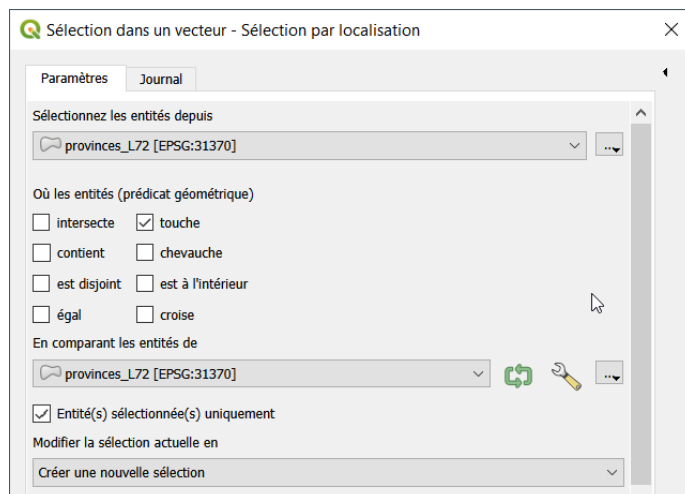 Sélection dans un vecteur - Sélection par localisation
Paramètres Journal
Sélectionnez les entités depuis
provinces_L72 [EPSG:31370]
...
Où les entités (prédicat géométrique)
intersecte touche
contient chevauche
est disjoint est à l'intérieur
égal croise
En comparant les entités de
provinces_L72 [EPSG:31370]
...
Entité(s) sélectionnée(s) uniquement
Modifier la sélection actuelle en
Créer une nouvelle sélection